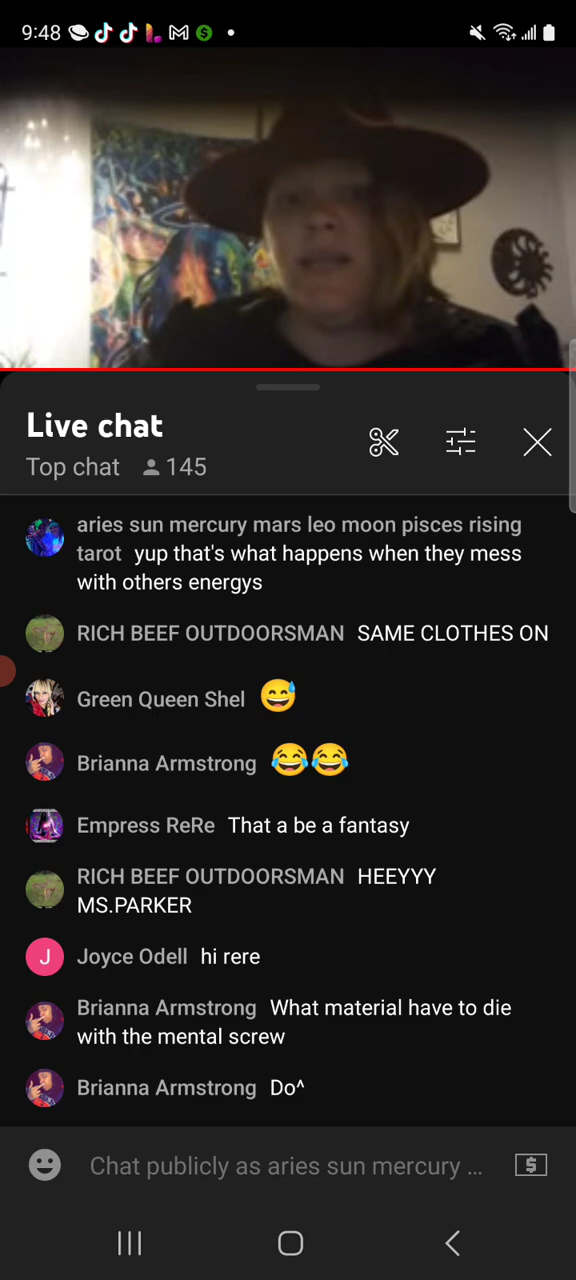 9:48
Live chat
Top chat 145
aries sun mercury mars leo moon pisces rising
tarot yup that's what happens when they mess
with others energys
RICH BEEF OUTDOORSMAN SAME CLOTHES ON
Green Queen Shel 😅
Brianna Armstrong 😂😂
Empress ReRe That a be a fantasy
RICH BEEF OUTDOORSMAN HEEYYY
MS.PARKER
J Joyce Odell hi rere
Brianna Armstrong What material have to die
with the mental screw
Brianna Armstrong Do^
Chat publicly as aries sun mercury ...